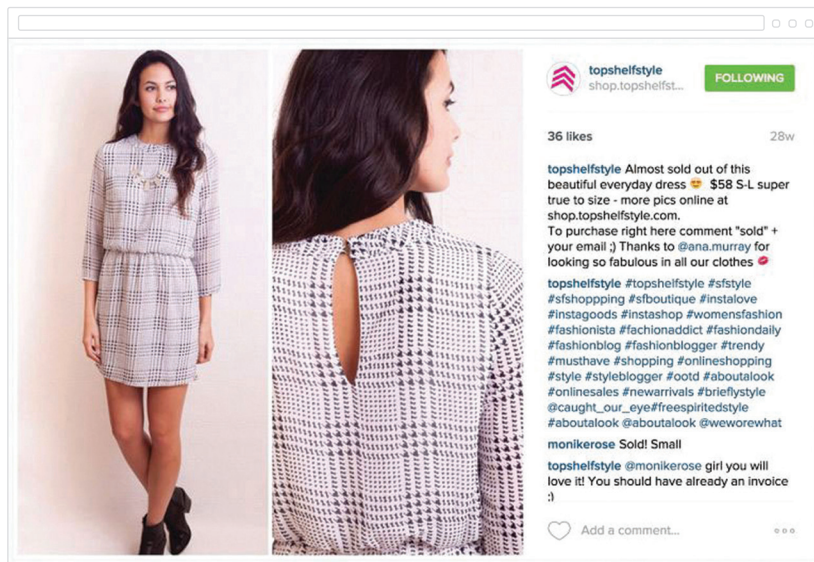 topshelfstyle
shop.topshelfst...
FOLLOWING
36 likes
28w
topshelfstyle Almost sold out of this
beautiful everyday dress 😍 $58 S-L super
true to size - more pics online at
shop.topshelfstyle.com.
To purchase right here comment "sold" +
your email ;) Thanks to @ana.murray for
looking so fabulous in all our clothes 💋
topshelfstyle #topshelfstyle #sfstyle
#sfshoppping #sfboutique #instalove
#instagoods #instashop #womensfashion
#fashionista #fachionaddict #fashiondaily
#fashionblog #fashionblogger #trendy
#musthave #shopping #onlineshopping
#style #styleblogger #ootd #aboutalook
#onlinesales #newarrivals #brieflystyle
@caught_our_eye#freespiritedstyle
#aboutalook @aboutalook @weworewhat
monikerose Sold! Small
topshelfstyle @monikerose girl you will
love it! You should have already an invoice
:)
Add a comment...